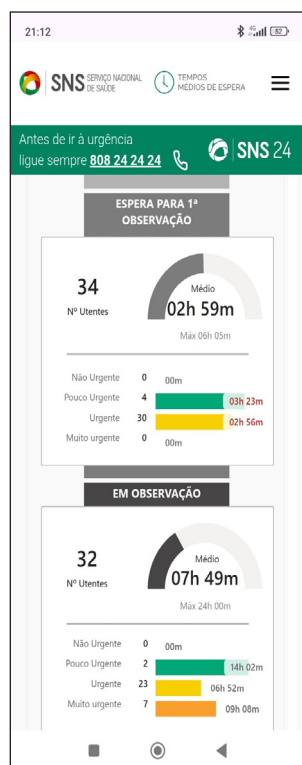 21:12
4G
52
SNS SERVIÇO NACIONAL
DE SAÚDE
TEMPOS
MÉDIOS DE ESPERA
Antes de ir à urgência
ligue sempre 808 24 24 24
SNS 24
ESPERA PARA 1ª
OBSERVAÇÃO
34
Nº Utentes
Médio
02h 59m
Máx 06h 05m
Não Urgente 0 00m
Pouco Urgente 4 03h 23m
Urgente 30 02h 56m
Muito urgente 0 00m
EM OBSERVAÇÃO
32
Nº Utentes
Médio
07h 49m
Máx 24h 00m
Não Urgente 0 00m
Pouco Urgente 2 14h 02m
Urgente 23 06h 52m
Muito urgente 7 09h 08m